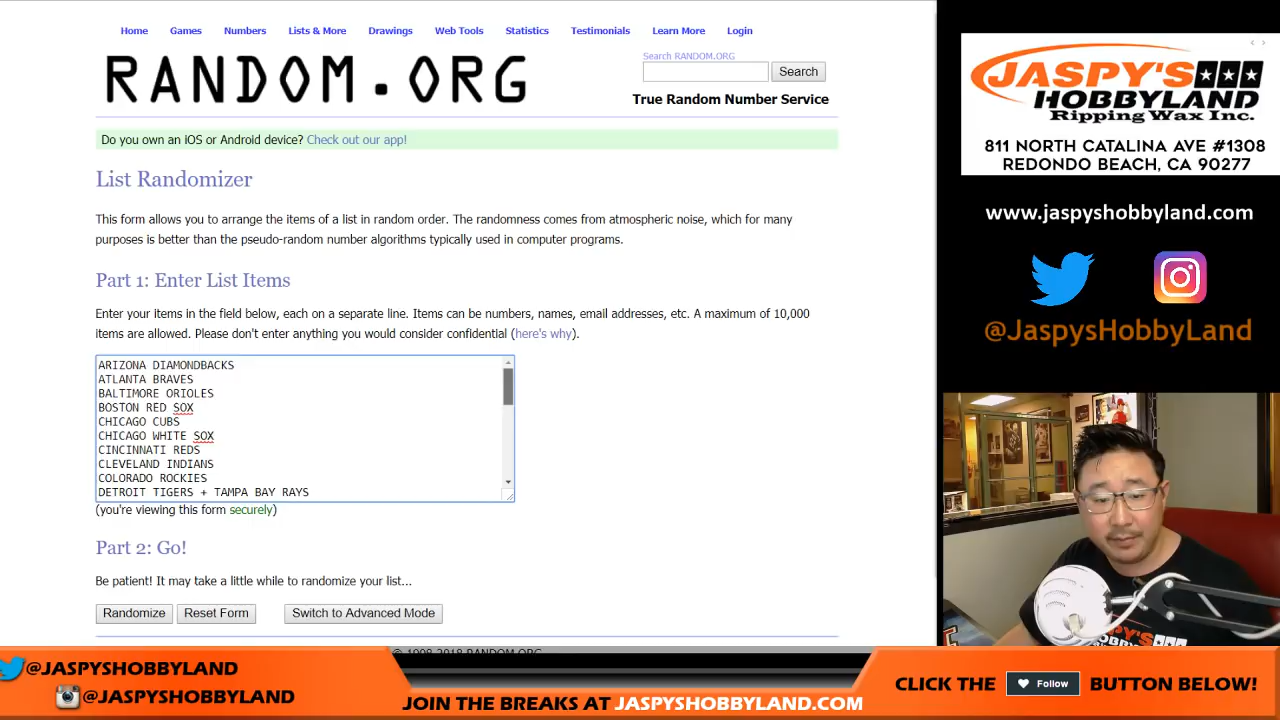 Home Games Numbers Lists & More Drawings Web Tools Statistics Testimonials Learn More Login
RANDOM.ORG
Search RANDOM.ORG
Search
True Random Number Service
Do you own an iOS or Android device? Check out our app!
List Randomizer
This form allows you to arrange the items of a list in random order. The randomness comes from atmospheric noise, which for many
purposes is better than the pseudo-random number algorithms typically used in computer programs.
Part 1: Enter List Items
Enter your items in the field below, each on a separate line. Items can be numbers, names, email addresses, etc. A maximum of 10,000
items are allowed. Please don't enter anything you would consider confidential (here's why).
ARIZONA DIAMONDBACKS
ATLANTA BRAVES
BALTIMORE ORIOLES
BOSTON RED SOX
CHICAGO CUBS
CHICAGO WHITE SOX
CINCINNATI REDS
CLEVELAND INDIANS
COLORADO ROCKIES
DETROIT TIGERS + TAMPA BAY RAYS
(you're viewing this form securely)
Part 2: Go!
Be patient! It may take a little while to randomize your list...
Randomize Reset Form Switch to Advanced Mode
© 1998-2018 RANDOM.ORG
JASPY'S
HOBBYLAND
Ripping Wax Inc.
811 NORTH CATALINA AVE #1308
REDONDO BEACH, CA 90277
www.jaspyshobbyland.com
@JaspysHobbyLand
@JASPYSHOBBYLAND
@JASPYSHOBBYLAND
JOIN THE BREAKS AT JASPYSHOBBYLAND.COM
CLICK THE Follow BUTTON BELOW!